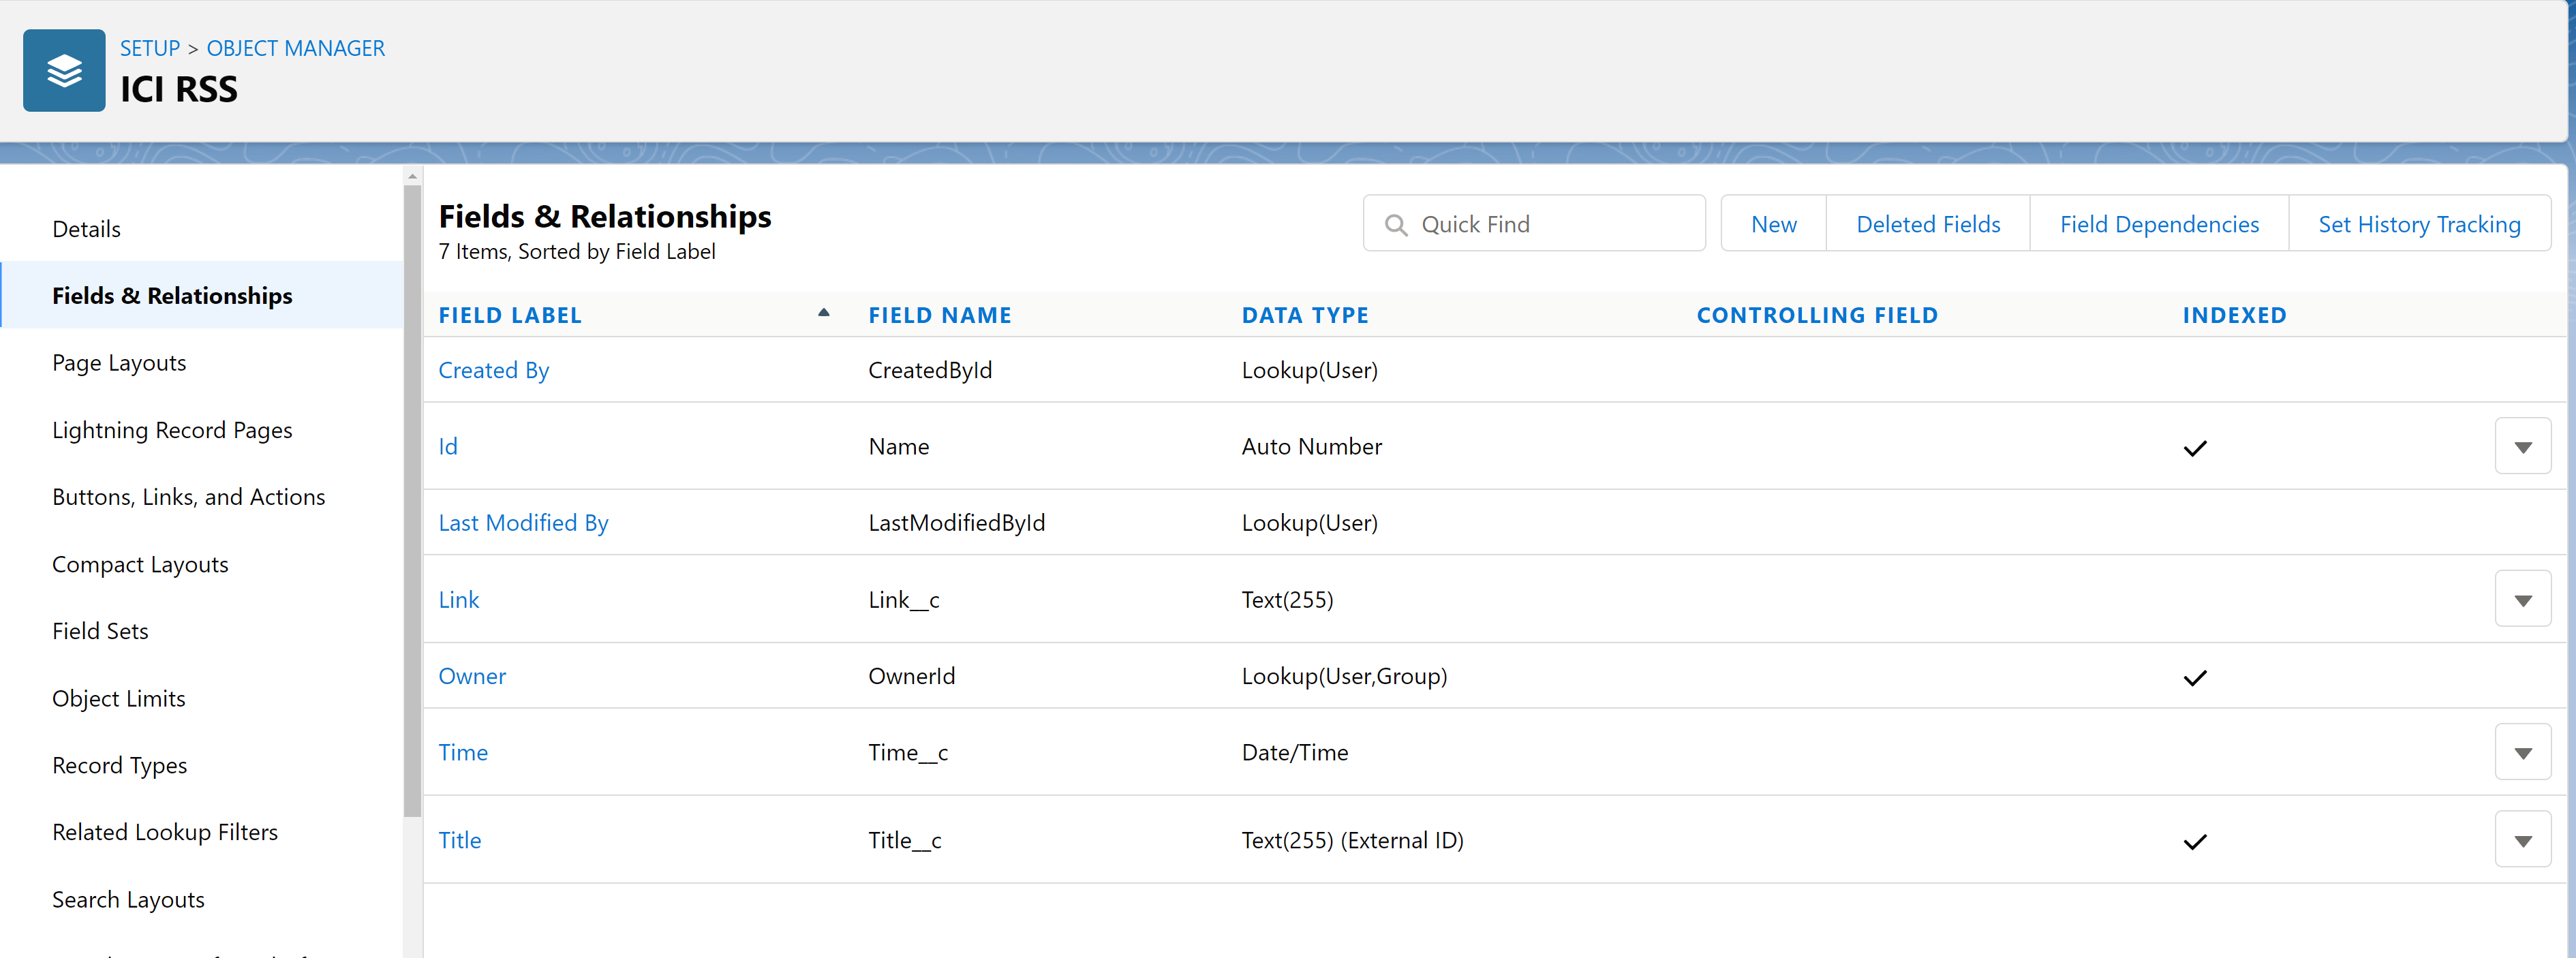 SETUP > OBJECT MANAGER
ICI RSS
Details
Fields & Relationships
Page Layouts
Lightning Record Pages
Buttons, Links, and Actions
Compact Layouts
Field Sets
Object Limits
Record Types
Related Lookup Filters
Search Layouts
Fields & Relationships
7 Items, Sorted by Field Label
Quick Find
New Deleted Fields Field Dependencies Set History Tracking
FIELD LABEL FIELD NAME DATA TYPE CONTROLLING FIELD INDEXED
Created By CreatedById Lookup(User)
Id Name Auto Number
Last Modified By LastModifiedById Lookup(User)
Link Link__c Text(255)
Owner OwnerId Lookup(User,Group)
Time Time__c Date/Time
Title Title__c Text(255) (External ID)